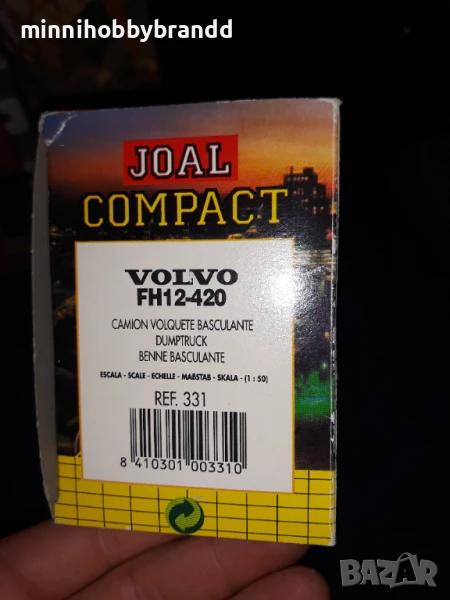 minnihobbybrandd
JOAL
COMPACT
VOLVO
FH12-420
CAMION VOLQUETE BASCULANTE
DUMPTRUCK
BENNE BASCULANTE
ESCALA - SCALE - ECHELLE - MAßSTAB - SKALA - (1 : 50)
REF. 331
8 410301 003310
BAZAR